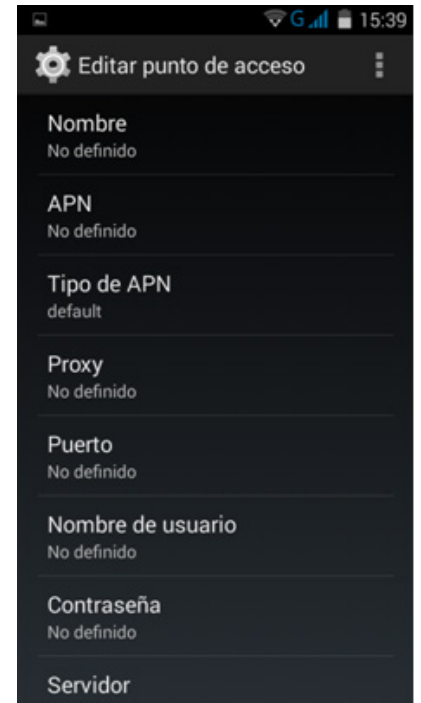 G 15:39
Editar punto de acceso
Nombre
No definido
APN
No definido
Tipo de APN
default
Proxy
No definido
Puerto
No definido
Nombre de usuario
No definido
Contraseña
No definido
Servidor